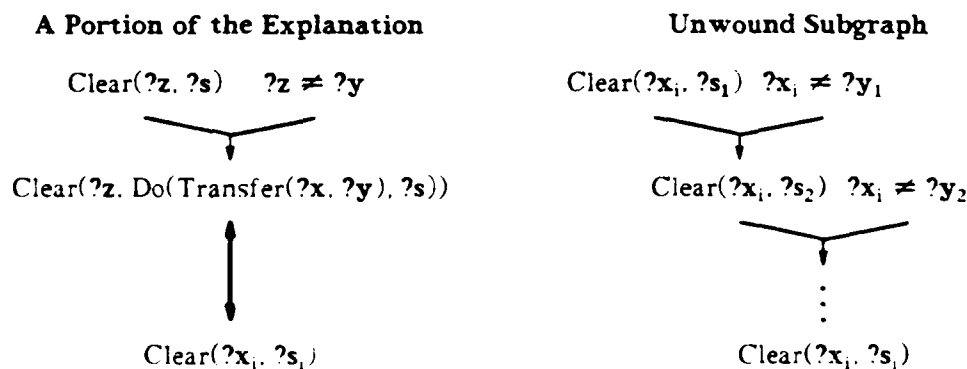 A Portion of the Explanation
Clear(?z, ?s) ?z ≠ ?y
Clear(?z, Do(Transfer(?x, ?y), ?s))
Clear(?xᵢ, ?sᵢ)
Unwound Subgraph
Clear(?xᵢ, ?s₁) ?xᵢ ≠ ?y₁
Clear(?xᵢ, ?s₂) ?xᵢ ≠ ?y₂
Clear(?xᵢ, ?sᵢ)